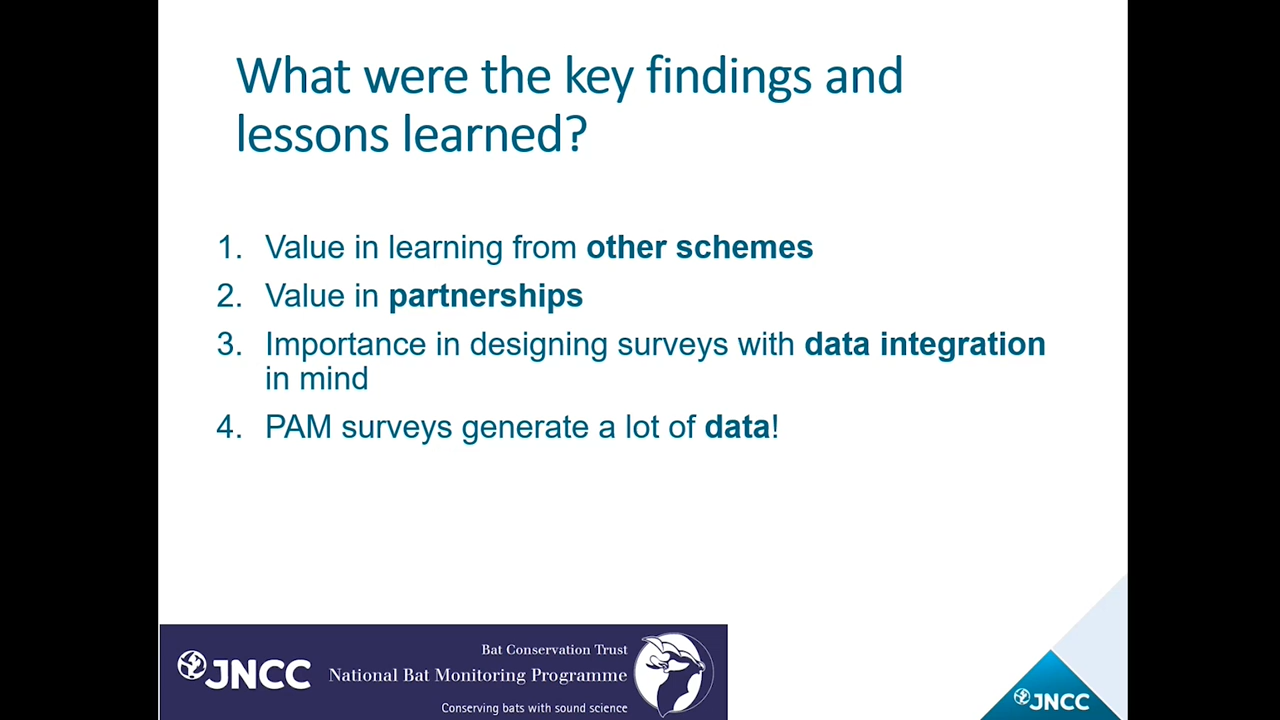 What were the key findings and
lessons learned?
1. Value in learning from other schemes
2. Value in partnerships
3. Importance in designing surveys with data integration
in mind
4. PAM surveys generate a lot of data!
JNCC
Bat Conservation Trust
National Bat Monitoring Programme
Conserving bats with sound science
JNCC